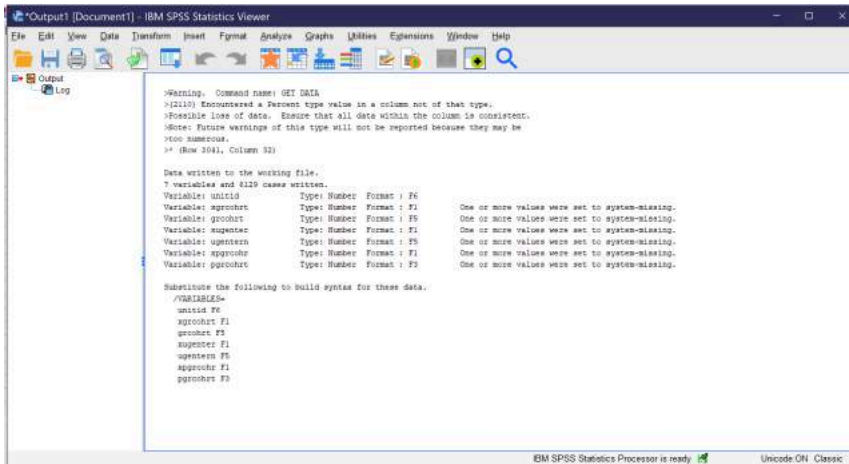 *Output1 [Document1] - IBM SPSS Statistics Viewer
File Edit View Data Transform Insert Format Analyze Graphs Utilities Extensions Window Help
Output
Log
>Warning. Command name: GET DATA
>(2110) Encountered a Percent type value in a column not of that type.
>Possible loss of data. Ensure that all data within the column is consistent.
>Note: Future warnings of this type will not be reported because they may be
>too numerous.
>* (Row 3041, Column 32)
Data written to the working file.
7 variables and 6129 cases written.
Variable: unitid Type: Number Format : F6
Variable: xgrcohrt Type: Number Format : F1 One or more values were set to system-missing.
Variable: grcohrt Type: Number Format : F5 One or more values were set to system-missing.
Variable: xugenter Type: Number Format : F1 One or more values were set to system-missing.
Variable: ugentern Type: Number Format : F5 One or more values were set to system-missing.
Variable: xpgrcohr Type: Number Format : F1 One or more values were set to system-missing.
Variable: pgrcohrt Type: Number Format : F3 One or more values were set to system-missing.
Substitute the following to build syntax for these data.
/VARIABLES=
unitid F6
xgrcohrt F1
grcohrt F5
xugenter F1
ugentern F5
xpgrcohr F1
pgrcohrt F3
IBM SPSS Statistics Processor is ready Unicode:ON Classic